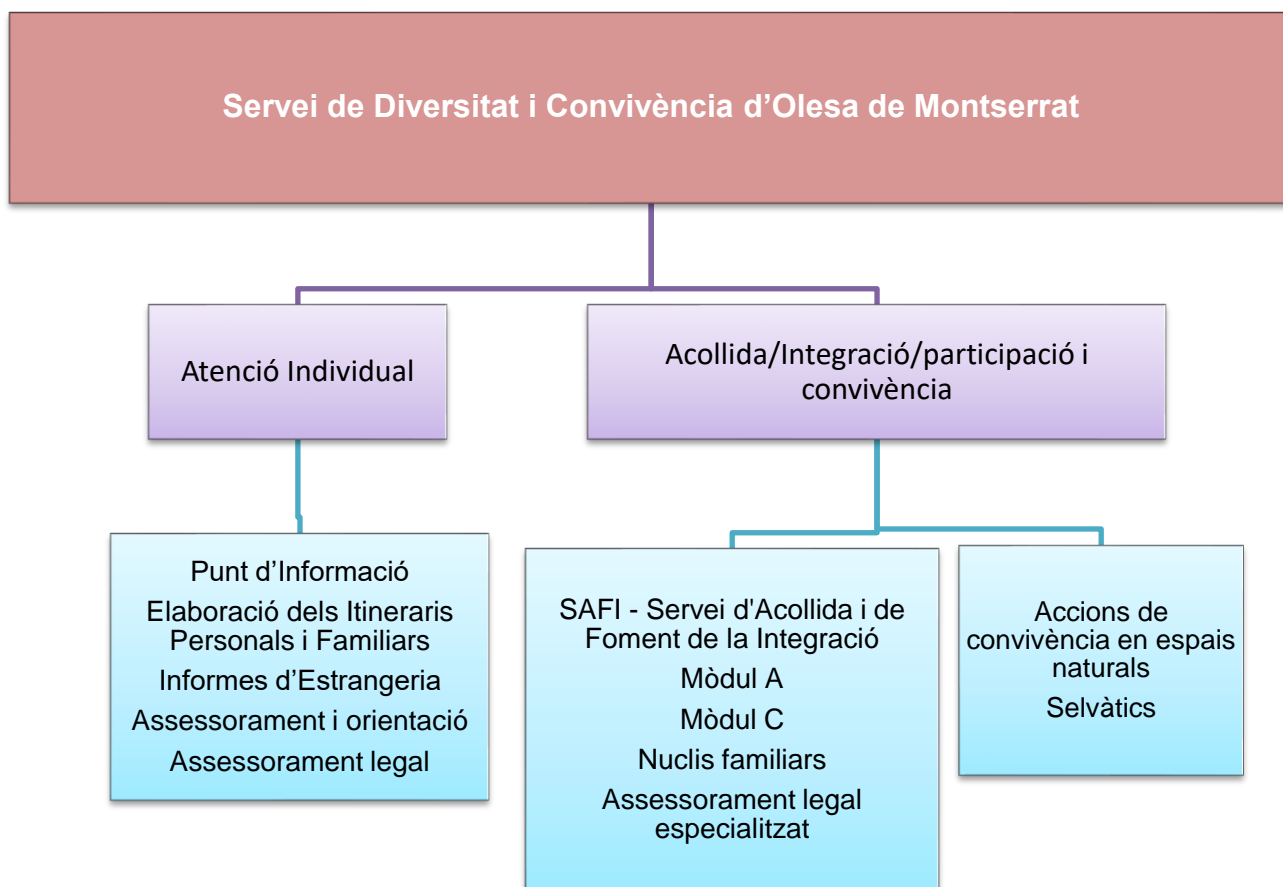 Servei de Diversitat i Convivència d’Olesa de Montserrat
Atenció Individual
Acollida/Integració/participació i
convivència
Punt d’Informació
Elaboració dels Itineraris
Personals i Familiars
Informes d’Estrangeria
Assessorament i orientació
Assessorament legal
SAFI - Servei d'Acollida i de
Foment de la Integració
Mòdul A
Mòdul C
Nuclis familiars
Assessorament legal
especialitzat
Accions de
convivència en espais
naturals
Selvàtics